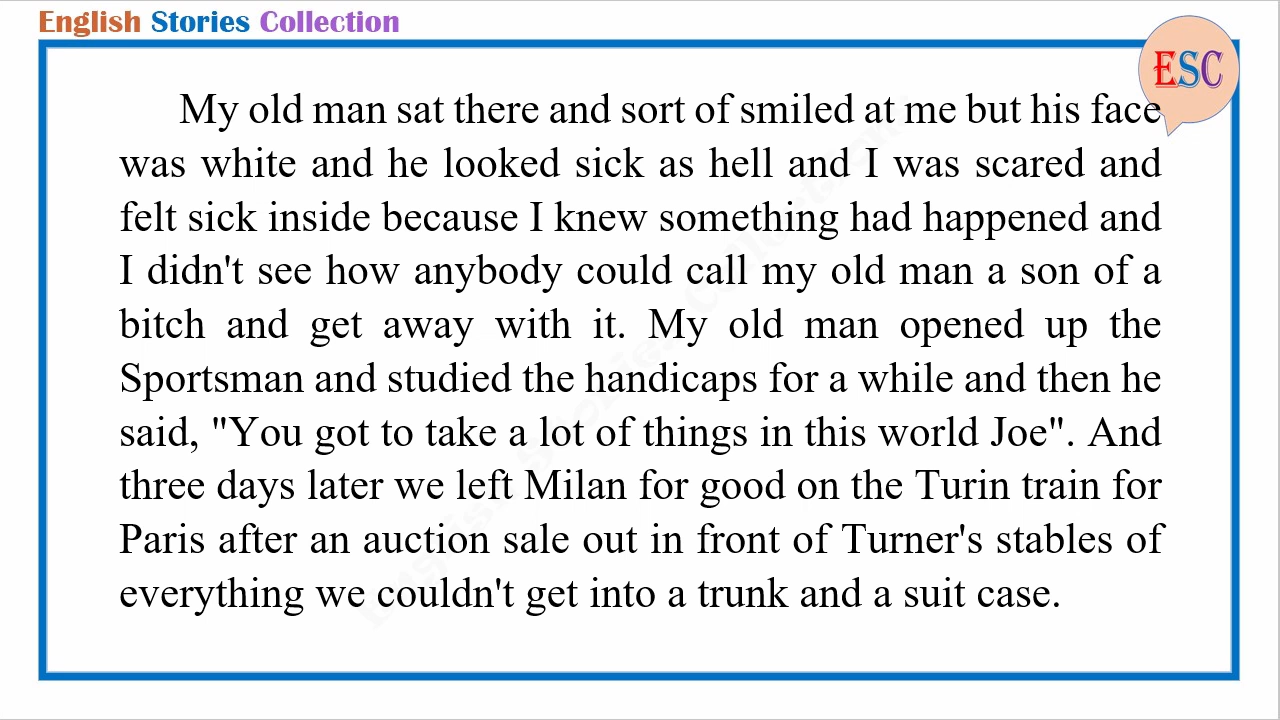 English Stories Collection
ESC
My old man sat there and sort of smiled at me but his face
was white and he looked sick as hell and I was scared and
felt sick inside because I knew something had happened and
I didn't see how anybody could call my old man a son of a
bitch and get away with it. My old man opened up the
Sportsman and studied the handicaps for a while and then he
said, "You got to take a lot of things in this world Joe". And
three days later we left Milan for good on the Turin train for
Paris after an auction sale out in front of Turner's stables of
everything we couldn't get into a trunk and a suit case.
English Stories Collection